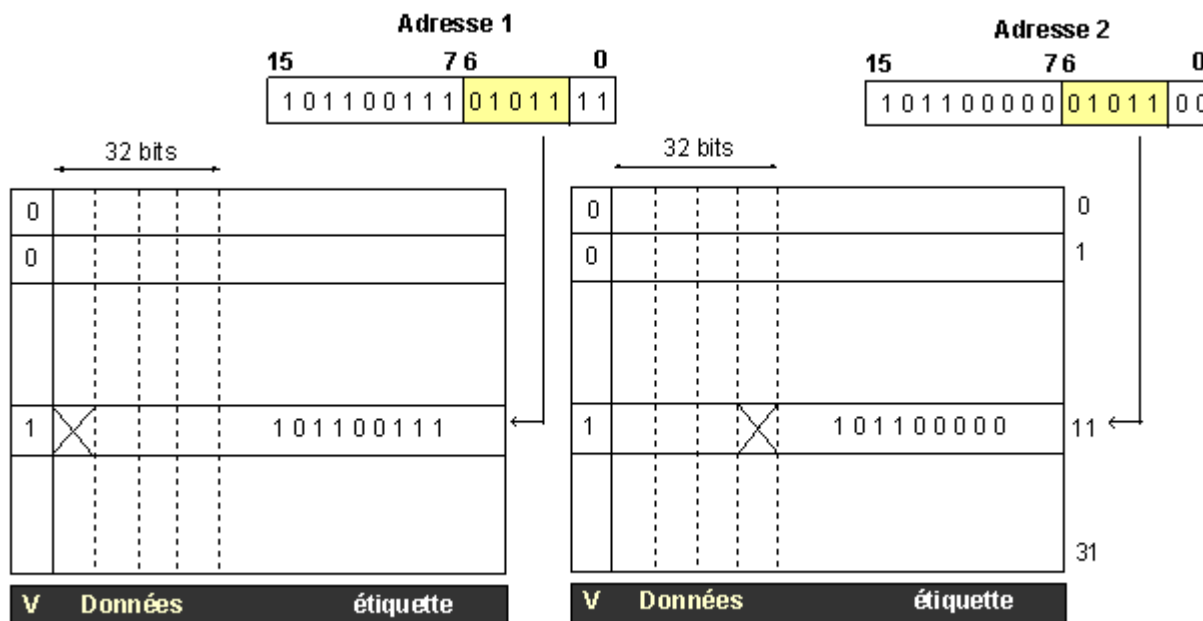 Adresse 1
15 7 6 0
1 0 1 1 0 0 1 1 1 0 1 0 1 1 1 1
32 bits
0
0
1 1 0 1 1 0 0 1 1 1
V Données étiquette
Adresse 2
15 7 6 0
1 0 1 1 0 0 0 0 0 0 1 0 1 1 0 0
32 bits
0 0
0 1
1 1 0 1 1 0 0 0 0 0 11
31
V Données étiquette